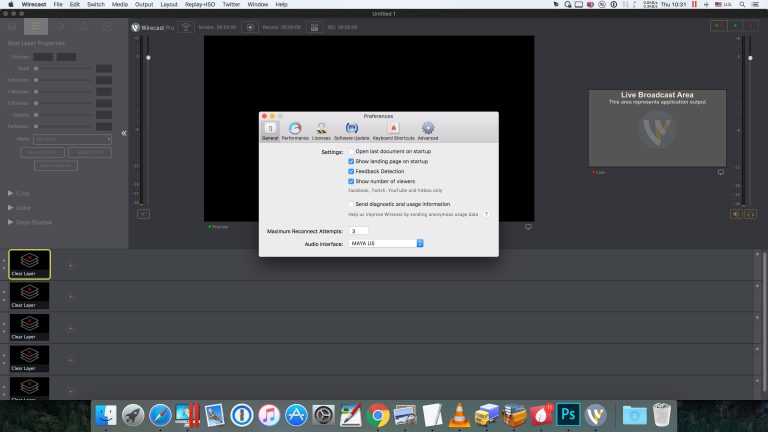 Wirecast File Edit Switch Media Output Layout Replay+ISO Twitter Window Help
Thu 10:31
U.S.
Untitled 1
Wirecast Pro
Stream: 00:00:00
Record: 00:00:00
ISO: 00:00:00
Shot Layer Properties
Position
Scale
X Rotation
Y Rotation
Z Rotation
Opacity
Reflection
Matte
Crop
Color
Drop Shadow
Preview
Live Broadcast Area
This area represents application output
Live
Preferences
General Performance Licenses Software Update Keyboard Shortcuts Advanced
Settings: Open last document on startup
Show landing page on startup
Feedback Detection
Show number of viewers
Facebook, Twitch, YouTube and hitbox only
Send diagnostic and usage information
Help us improve Wirecast by sending anonymous usage data ?
Maximum Reconnect Attempts: 3
Audio Interface: MAYA U5
Clear Layer
Clear Layer
Clear Layer
Clear Layer
Clear Layer
Ps